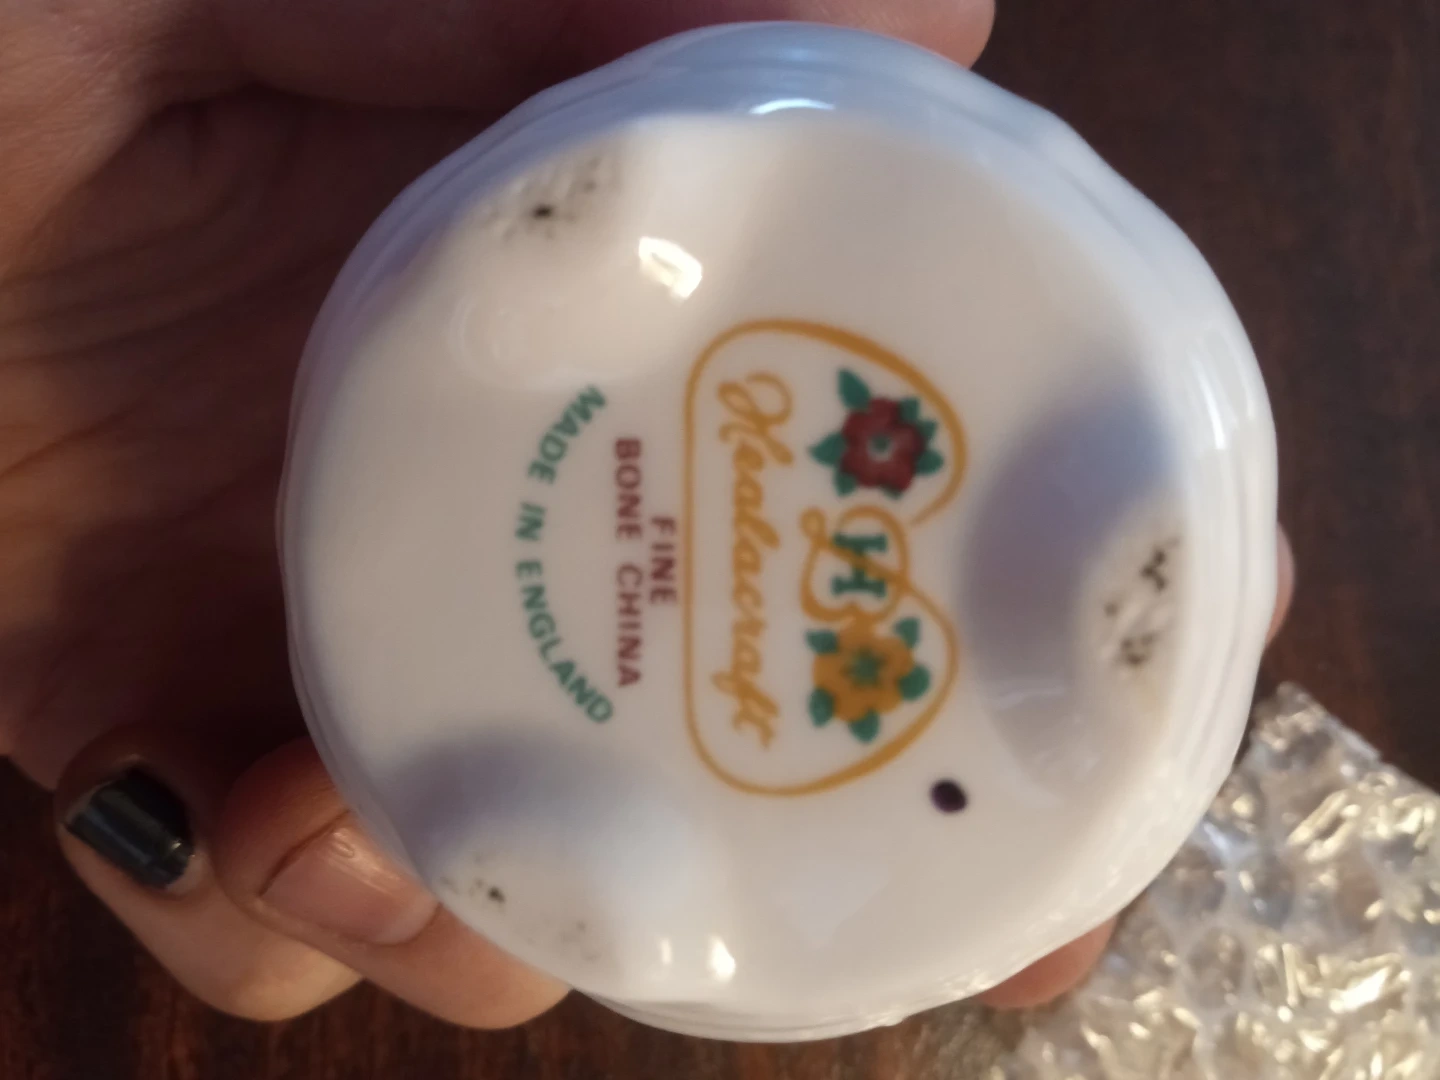 H
Healacraft
FINE
BONE CHINA
MADE IN ENGLAND